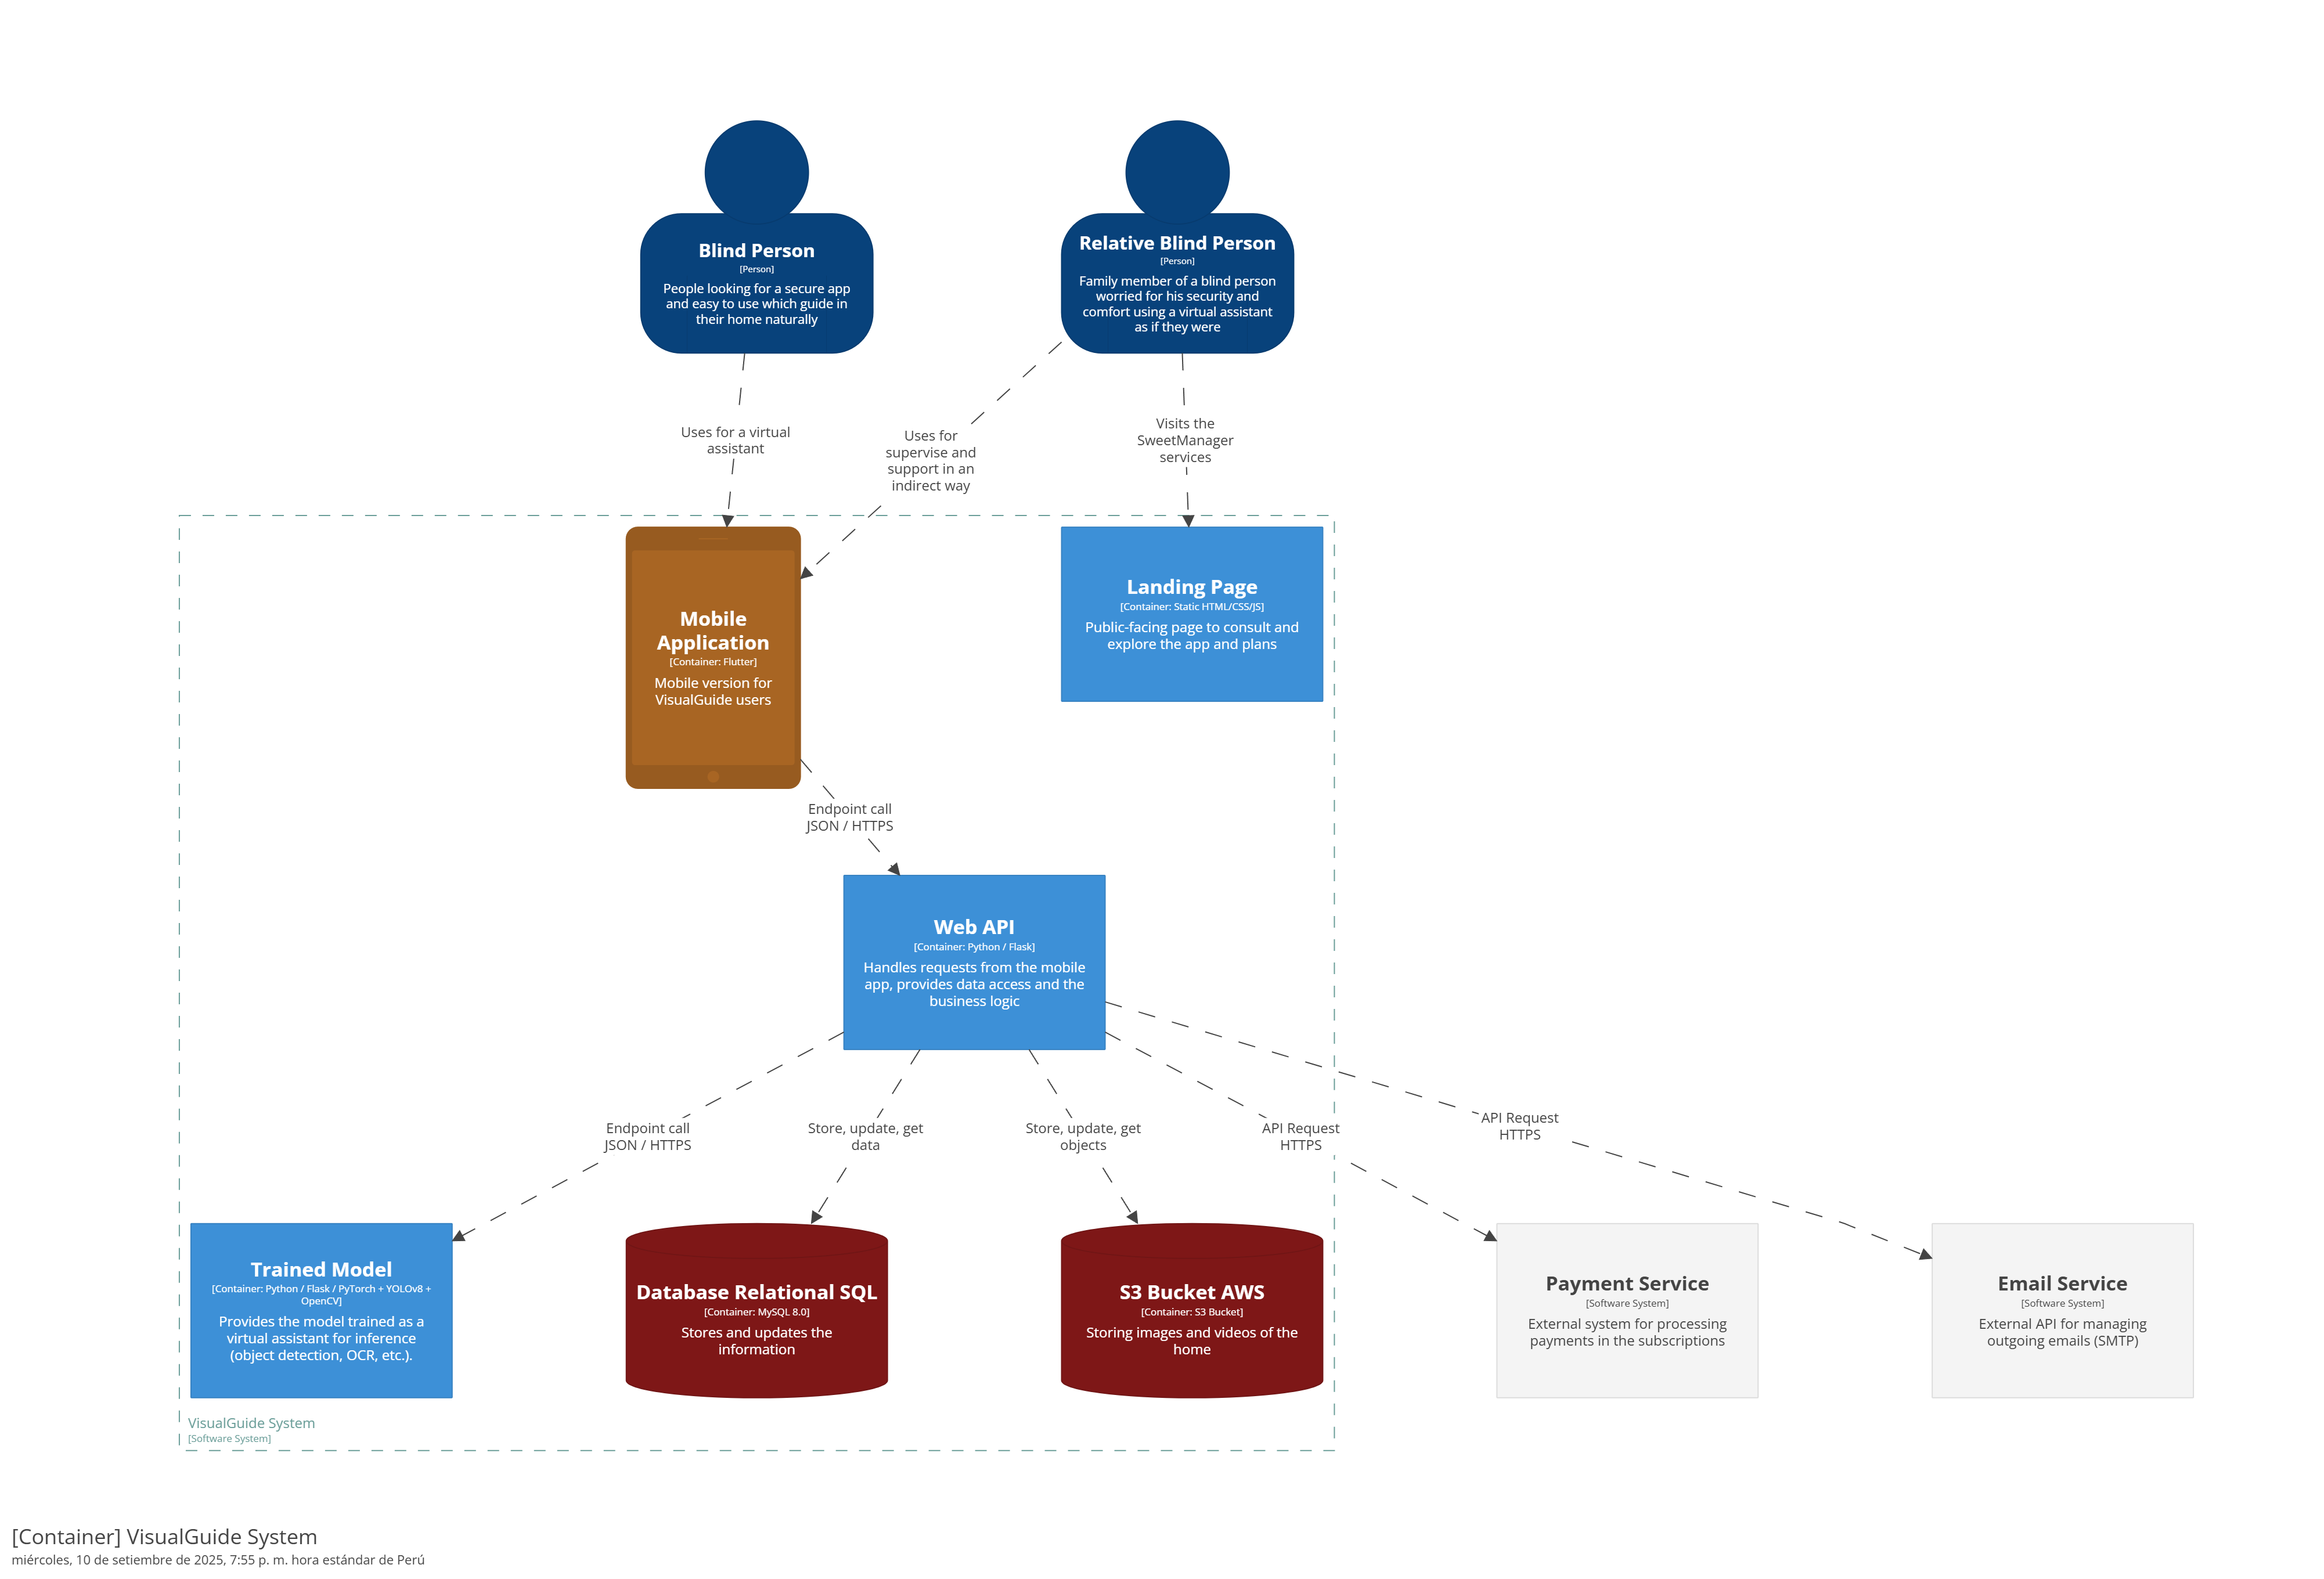 Blind Person
[Person]
People looking for a secure app
and easy to use which guide in
their home naturally
Relative Blind Person
[Person]
Family member of a blind person
worried for his security and
comfort using a virtual assistant
as if they were
Uses for a virtual
assistant
Uses for
supervise and
support in an
indirect way
Visits the
SweetManager
services
Mobile
Application
[Container: Flutter]
Mobile version for
VisualGuide users
Landing Page
[Container: Static HTML/CSS/JS]
Public-facing page to consult and
explore the app and plans
Endpoint call
JSON / HTTPS
Web API
[Container: Python / Flask]
Handles requests from the mobile
app, provides data access and the
business logic
Endpoint call
JSON / HTTPS
Store, update, get
data
Store, update, get
objects
API Request
HTTPS
API Request
HTTPS
Trained Model
[Container: Python / Flask / PyTorch + YOLOv8 +
OpenCV]
Provides the model trained as a
virtual assistant for inference
(object detection, OCR, etc.).
Database Relational SQL
[Container: MySQL 8.0]
Stores and updates the
information
S3 Bucket AWS
[Container: S3 Bucket]
Storing images and videos of the
home
Payment Service
[Software System]
External system for processing
payments in the subscriptions
Email Service
[Software System]
External API for managing
outgoing emails (SMTP)
VisualGuide System
[Software System]
[Container] VisualGuide System
miércoles, 10 de setiembre de 2025, 7:55 p. m. hora estándar de Perú